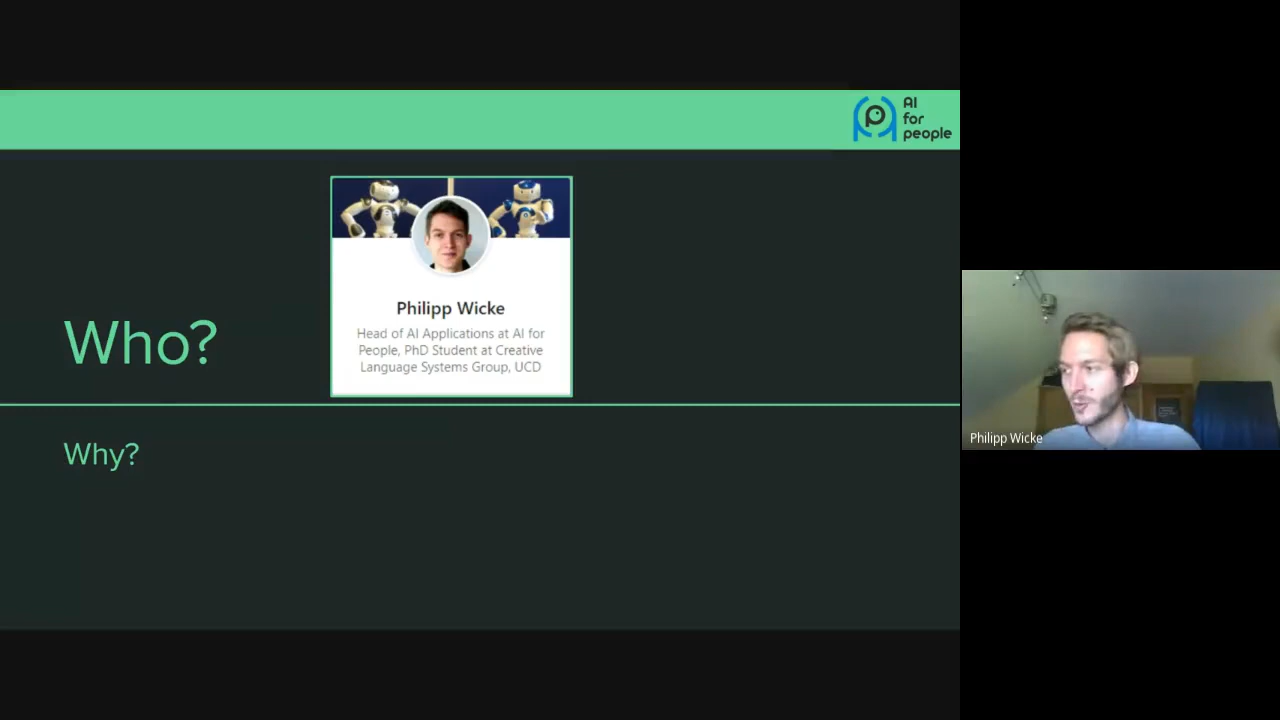 AI
for
people
Who?
Philipp Wicke
Head of AI Applications at AI for
People, PhD Student at Creative
Language Systems Group, UCD
Why?
Philipp Wicke